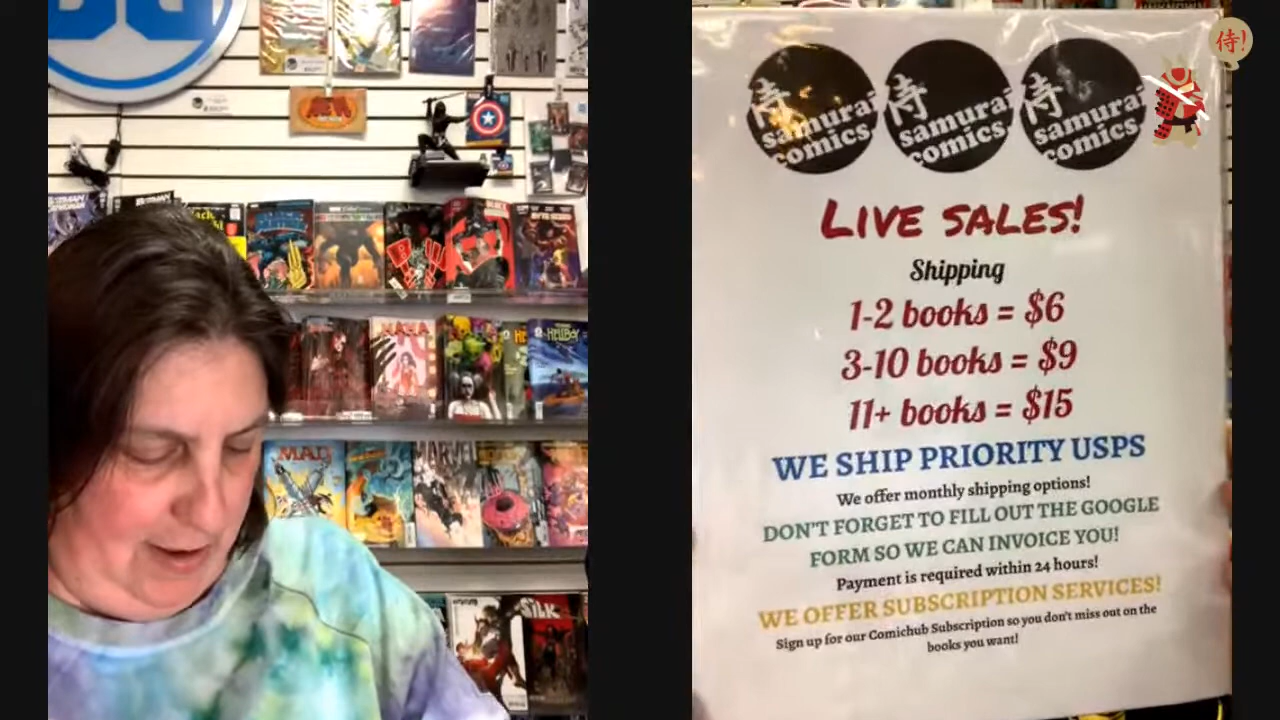 MAD
MARVEL
HAHA
HELLBOY
SILK
侍!
侍
samurai
comics
侍
samurai
comics
侍
samurai
comics
LIVE SALES!
Shipping
1-2 books = $6
3-10 books = $9
11+ books = $15
WE SHIP PRIORITY USPS
We offer monthly shipping options!
DON'T FORGET TO FILL OUT THE GOOGLE
FORM SO WE CAN INVOICE YOU!
Payment is required within 24 hours!
WE OFFER SUBSCRIPTION SERVICES!
Sign up for our Comichub Subscription so you don't miss out on the
books you want!